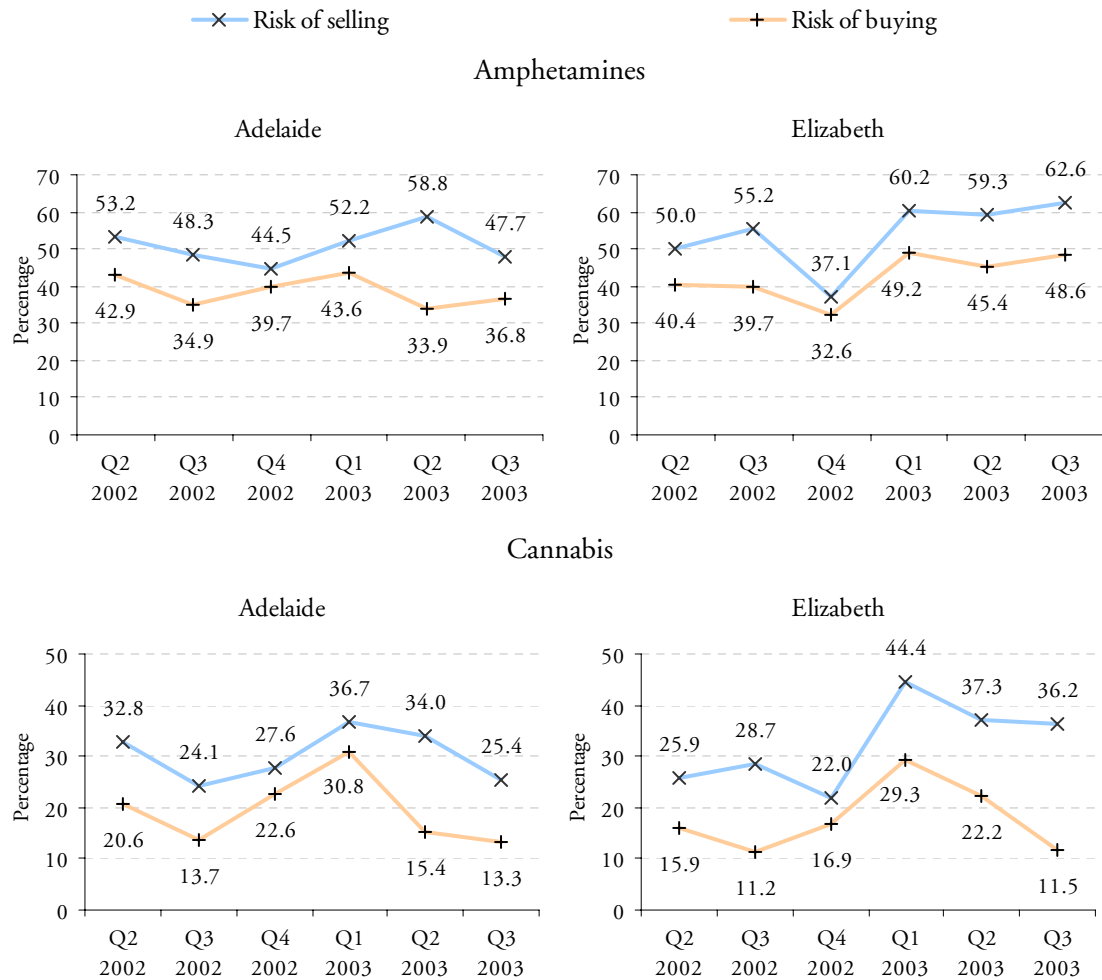 Risk of selling Risk of buying
Amphetamines
Adelaide
Percentage
70
60
50
40
30
20
10
0
53.2 48.3 44.5 52.2 58.8 47.7
42.9 34.9 39.7 43.6 33.9 36.8
Q2 Q3 Q4 Q1 Q2 Q3
2002 2002 2002 2003 2003 2003
Elizabeth
Percentage
70
60
50
40
30
20
10
0
50.0 55.2 37.1 60.2 59.3 62.6
40.4 39.7 32.6 49.2 45.4 48.6
Q2 Q3 Q4 Q1 Q2 Q3
2002 2002 2002 2003 2003 2003
Cannabis
Adelaide
Percentage
50
40
30
20
10
0
32.8 24.1 27.6 36.7 34.0 25.4
20.6 13.7 22.6 30.8 15.4 13.3
Q2 Q3 Q4 Q1 Q2 Q3
2002 2002 2002 2003 2003 2003
Elizabeth
Percentage
50
40
30
20
10
0
25.9 28.7 22.0 44.4 37.3 36.2
15.9 11.2 16.9 29.3 22.2 11.5
Q2 Q3 Q4 Q1 Q2 Q3
2002 2002 2002 2003 2003 2003